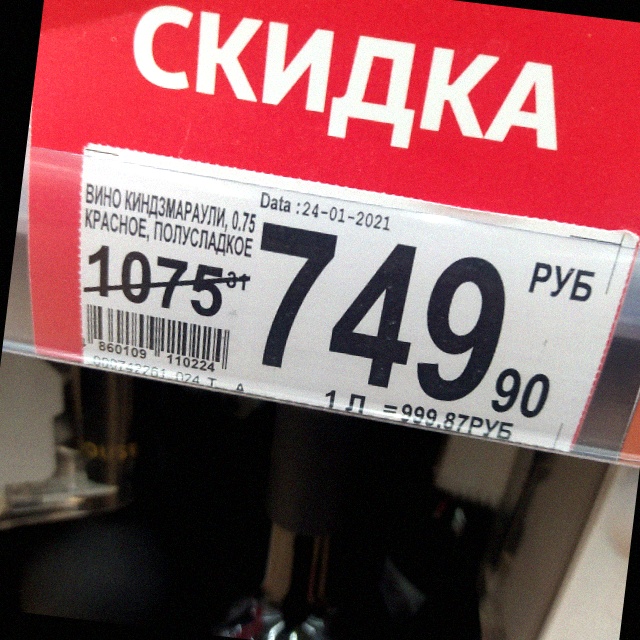 СКИДКА
ВИНО КИНДЗМАРАУЛИ, 0,75
КРАСНОЕ, ПОЛУСЛАДКОЕ
Data :24-01-2021
1075 81
749 90
РУБ
860109 110224
1 Л =999.87РУБ